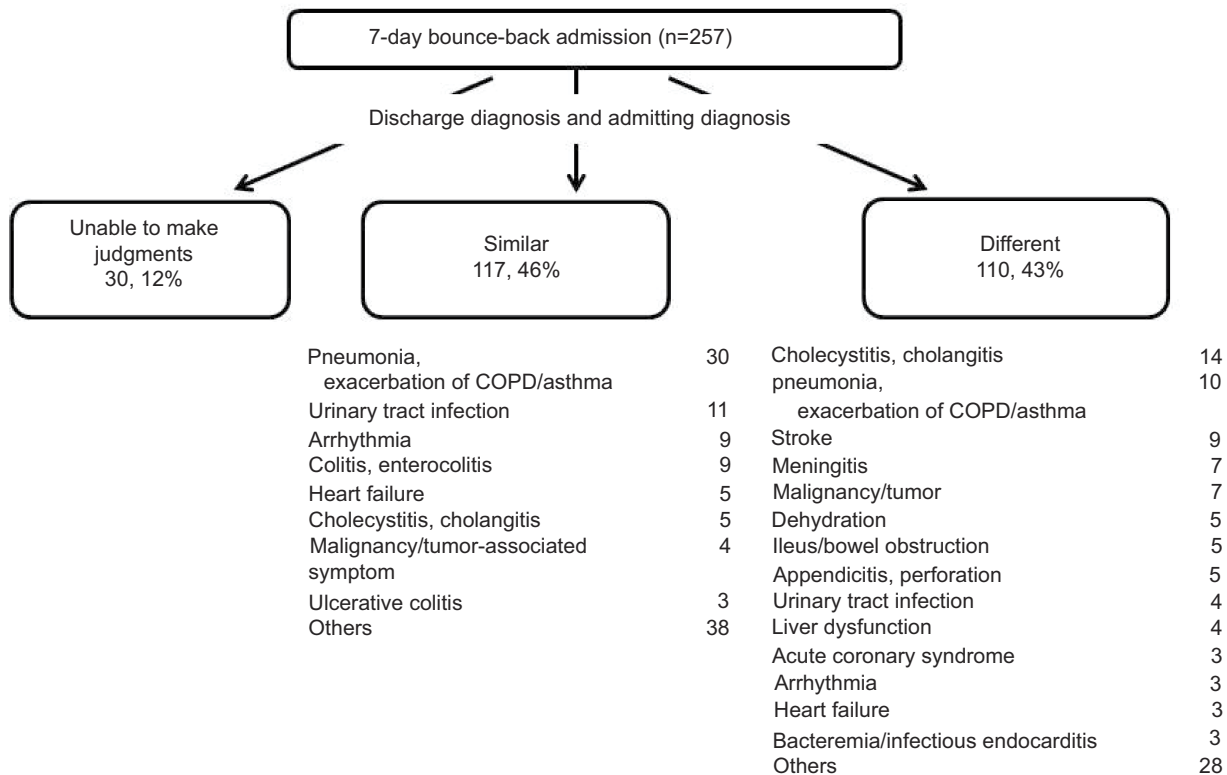 7-day bounce-back admission (n=257)
Discharge diagnosis and admitting diagnosis
Unable to make
judgments
30, 12%
Similar
117, 46%
Different
110, 43%
Pneumonia, 30
exacerbation of COPD/asthma
Urinary tract infection 11
Arrhythmia 9
Colitis, enterocolitis 9
Heart failure 5
Cholecystitis, cholangitis 5
Malignancy/tumor-associated 4
symptom
Ulcerative colitis 3
Others 38
Cholecystitis, cholangitis 14
pneumonia, 10
exacerbation of COPD/asthma
Stroke 9
Meningitis 7
Malignancy/tumor 7
Dehydration 5
Ileus/bowel obstruction 5
Appendicitis, perforation 5
Urinary tract infection 4
Liver dysfunction 4
Acute coronary syndrome 3
Arrhythmia 3
Heart failure 3
Bacteremia/infectious endocarditis 3
Others 28